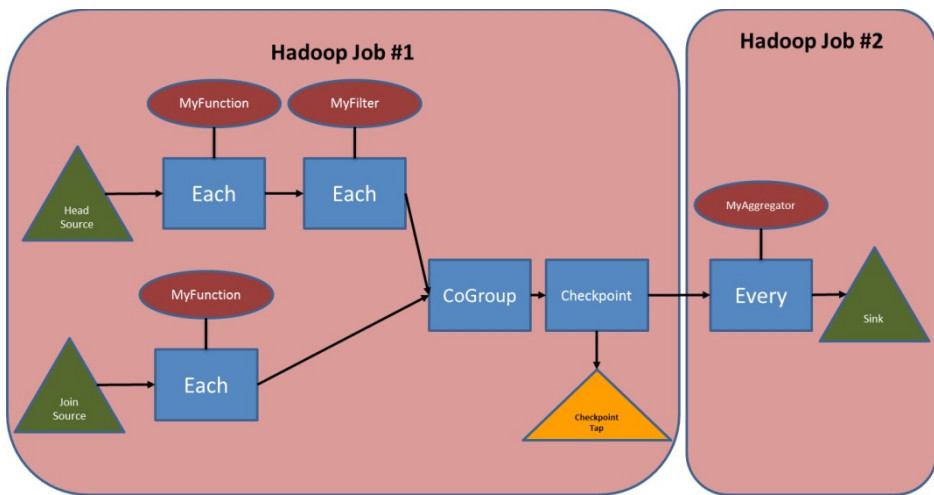 Hadoop Job #1
Hadoop Job #2
MyFunction
MyFilter
Head
Source
Each
Each
MyAggregator
MyFunction
CoGroup
Checkpoint
Every
Sink
Join
Source
Each
Checkpoint
Tap